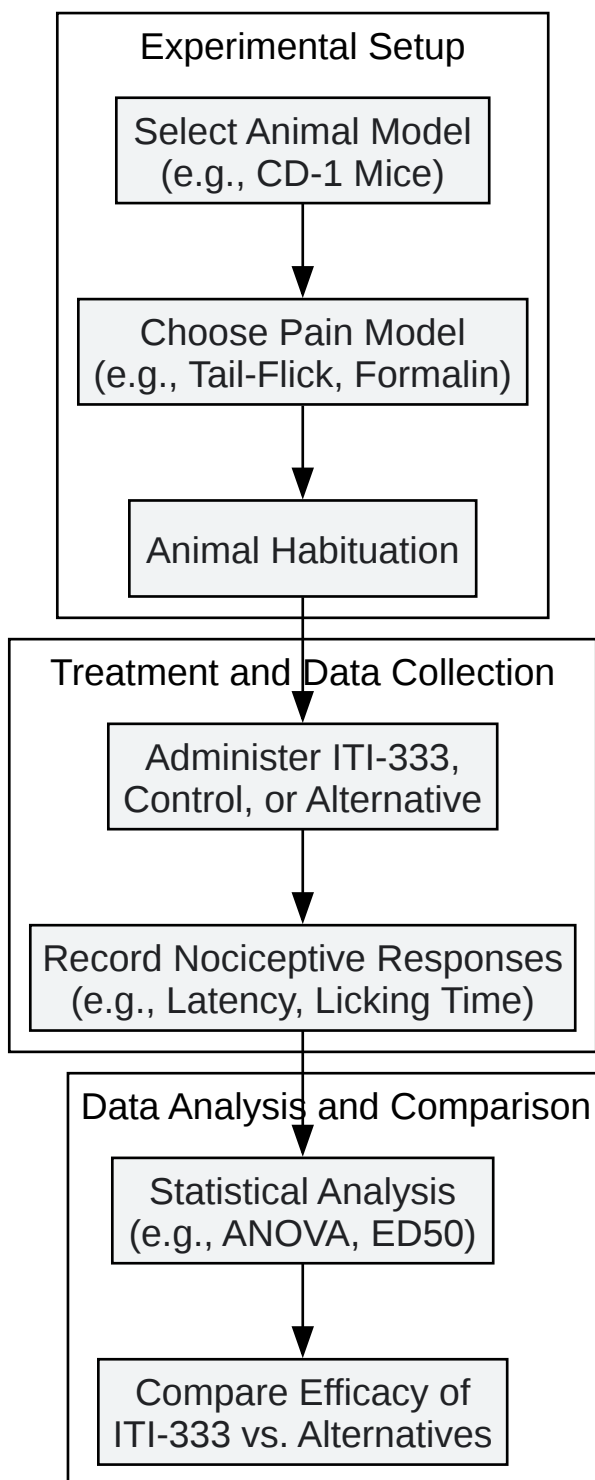 Experimental Setup
Select Animal Model
(e.g., CD-1 Mice)
Choose Pain Model
(e.g., Tail-Flick, Formalin)
Animal Habituation
Treatment and Data Collection
Administer ITI-333,
Control, or Alternative
Record Nociceptive Responses
(e.g., Latency, Licking Time)
Data Analysis and Comparison
Statistical Analysis
(e.g., ANOVA, ED50)
Compare Efficacy of
ITI-333 vs. Alternatives